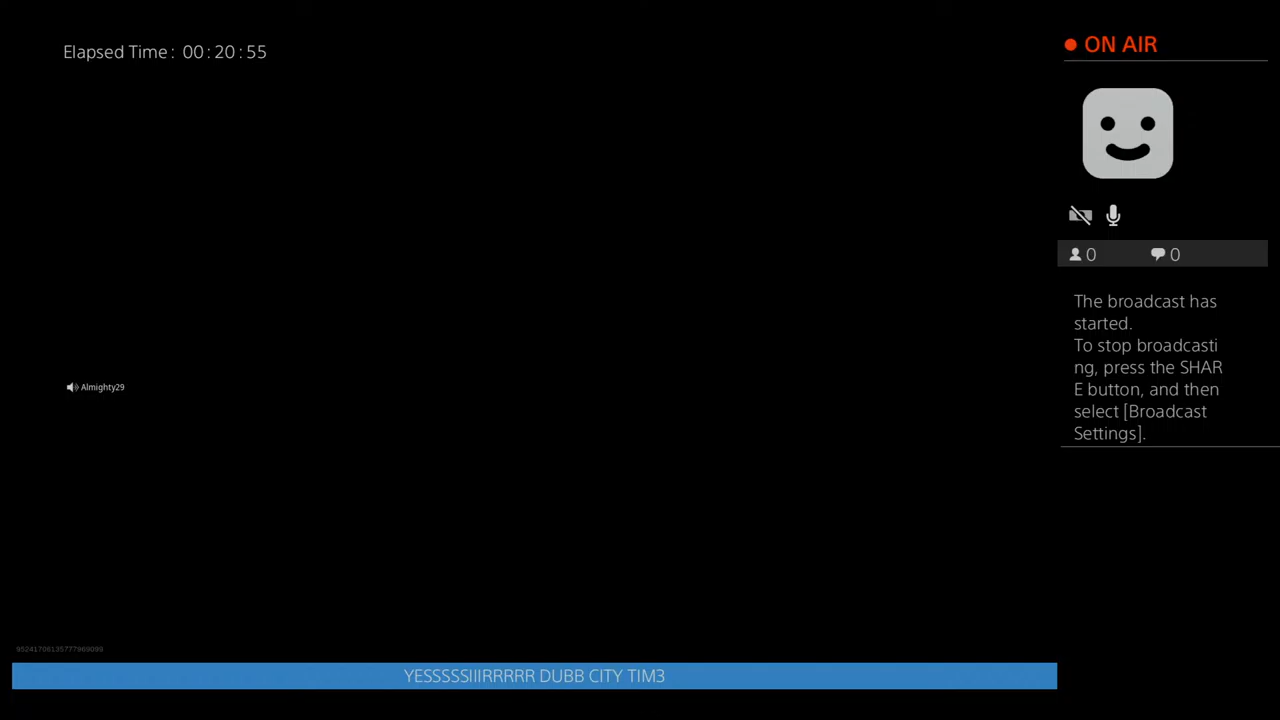 Elapsed Time: 00:20:55
ON AIR
0 0
The broadcast has
started.
To stop broadcasti
ng, press the SHAR
E button, and then
select [Broadcast
Settings].
Almighty29
YESSSSSIIIRRRRR DUBB CITY TIM3